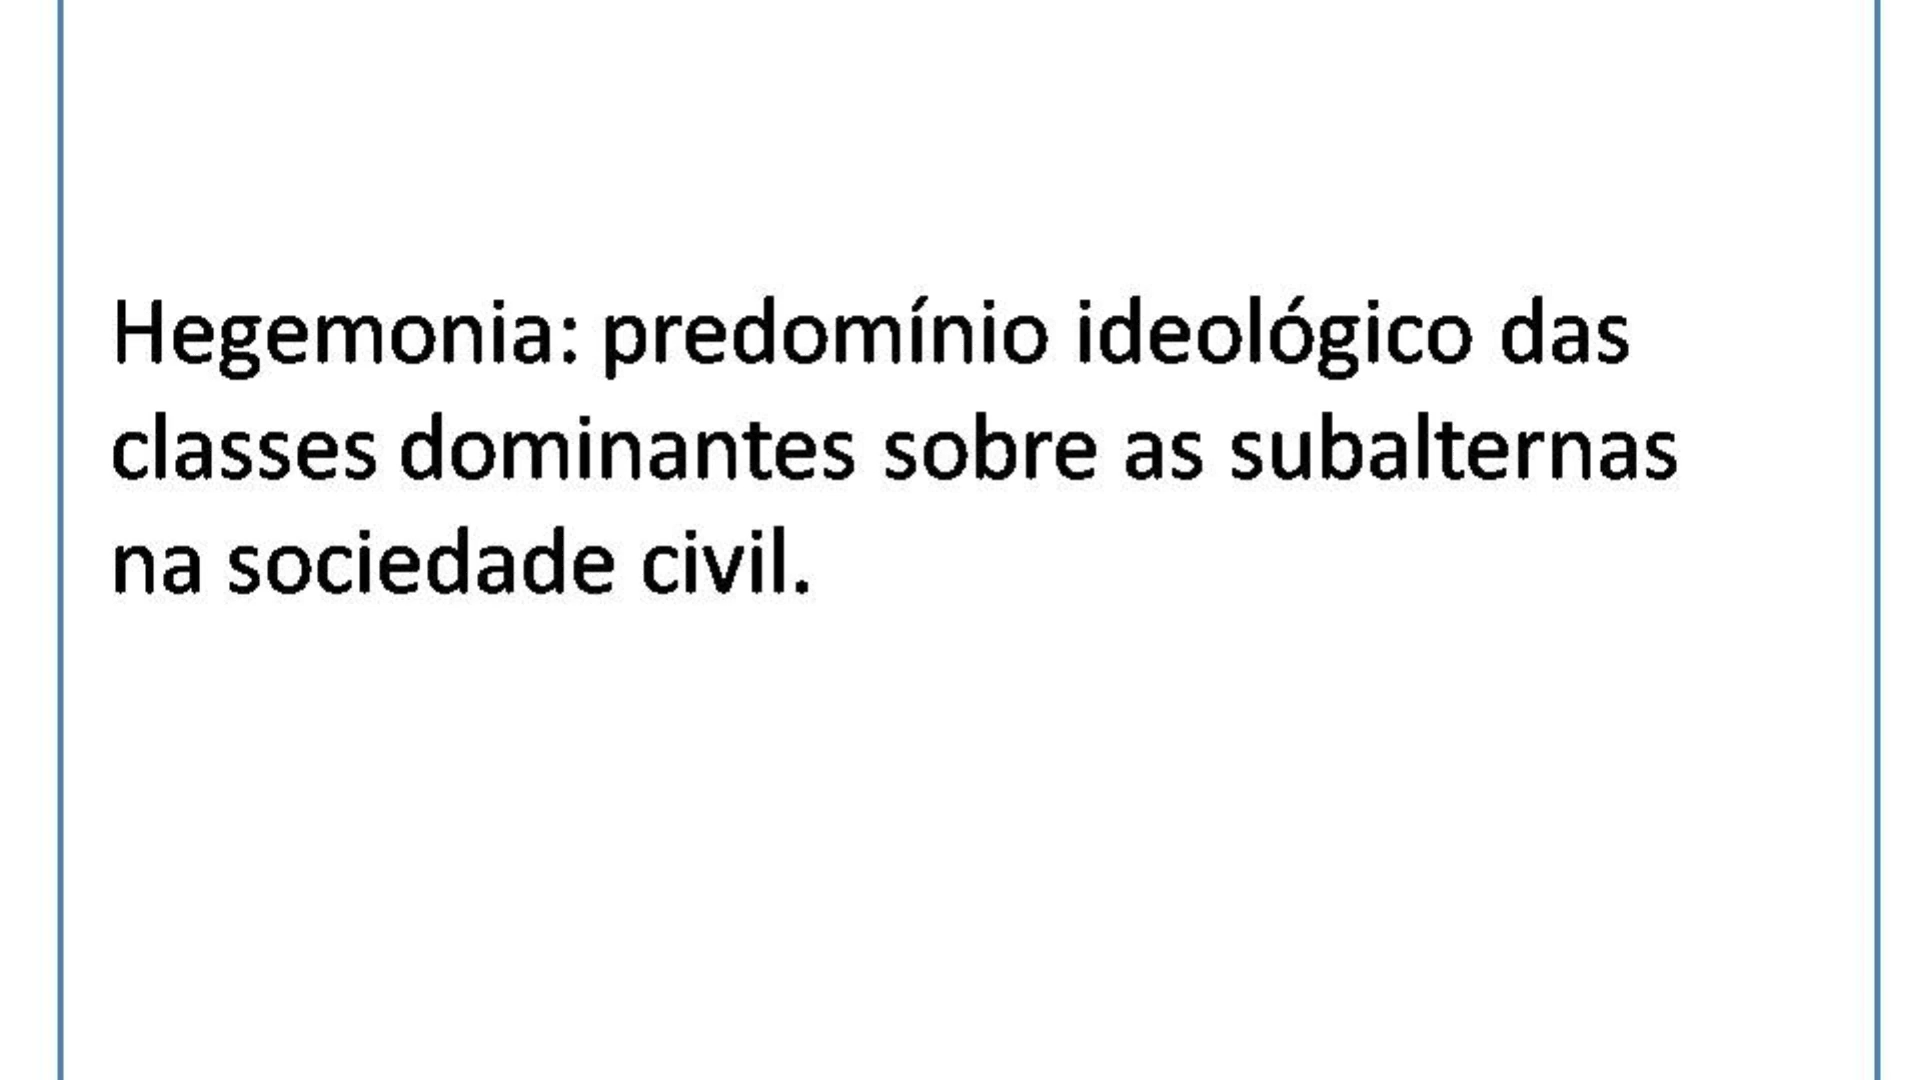 Hegemonia: predomínio ideológico das
classes dominantes sobre as subalternas
na sociedade civil.